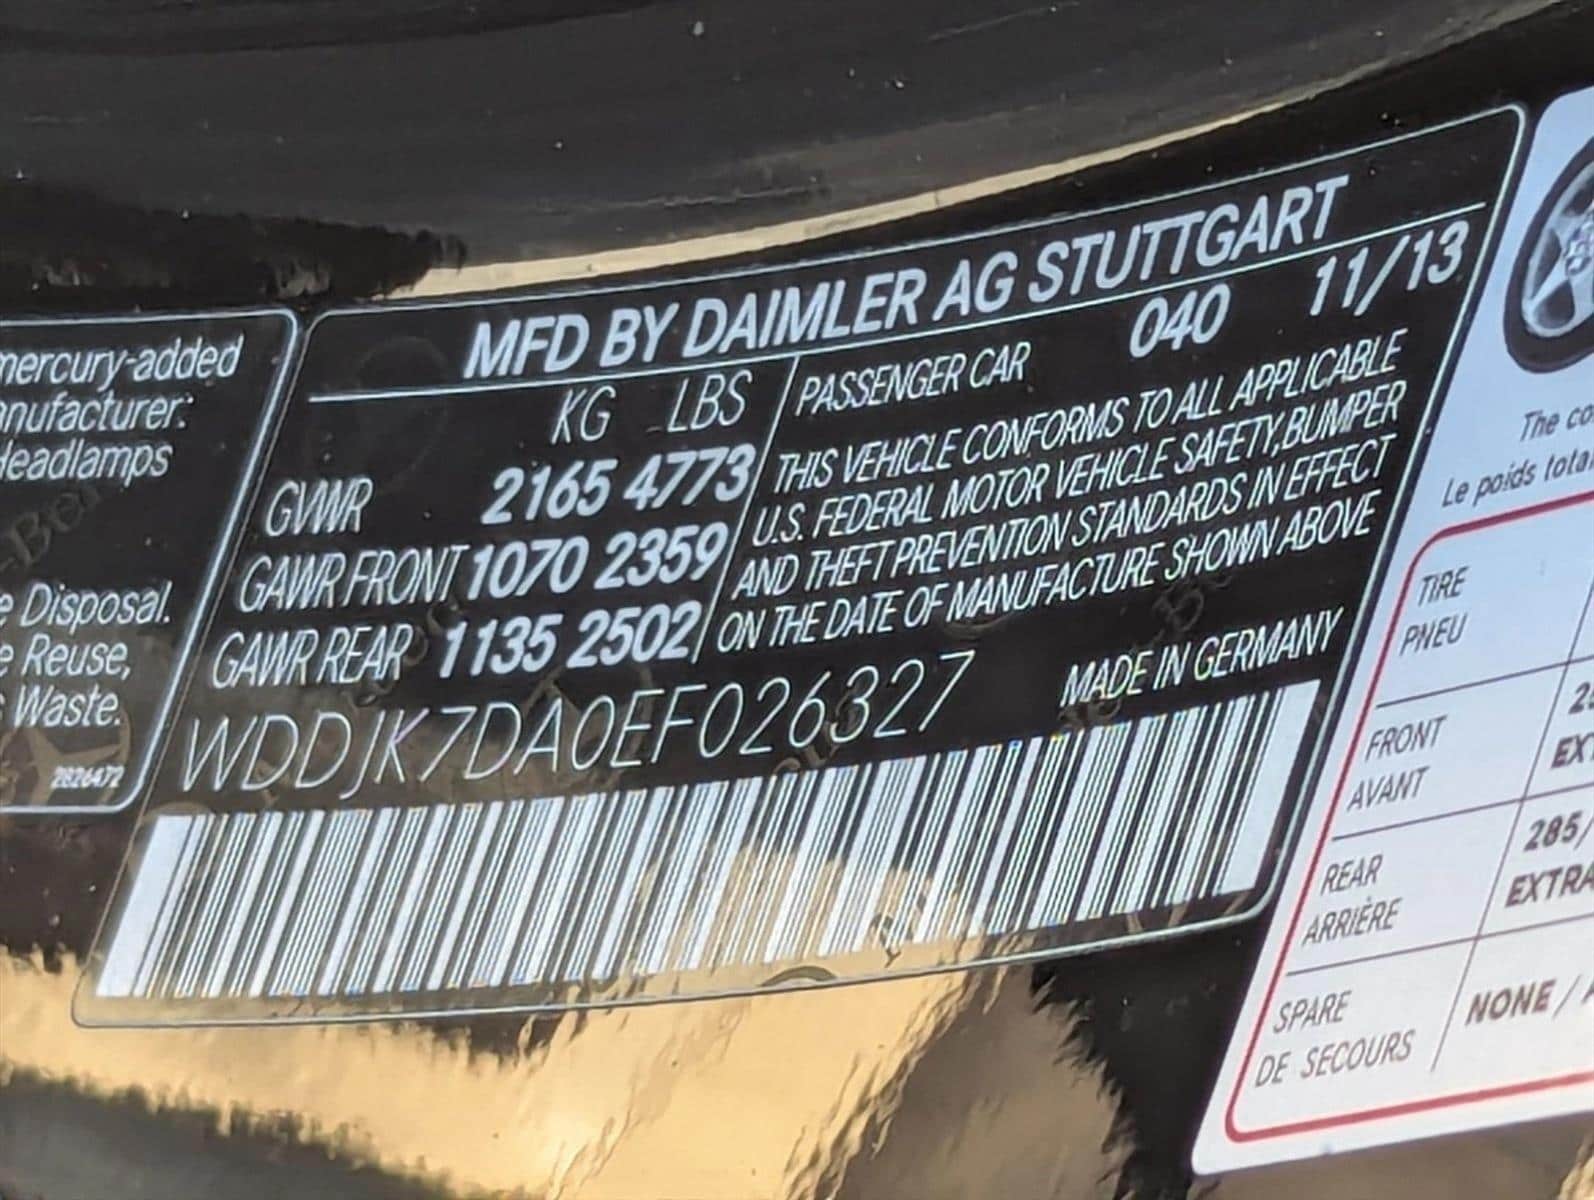 mercury-added
anufacturer:
Headlamps
e Disposal.
e Reuse,
s Waste.
2826472
MFD BY DAIMLER AG STUTTGART
KG LBS
GVWR 2165 4773
GAWR FRONT 1070 2359
GAWR REAR 1135 2502
PASSENGER CAR 040 11/13
THIS VEHICLE CONFORMS TO ALL APPLICABLE
U.S. FEDERAL MOTOR VEHICLE SAFETY,BUMPER
AND THEFT PREVENTION STANDARDS IN EFFECT
ON THE DATE OF MANUFACTURE SHOWN ABOVE
WDDJK7DA0EF026327
MADE IN GERMANY
The co
Le poids tota
TIRE
PNEU
FRONT
AVANT
2
EX
REAR
ARRIÈRE
285/
EXTRA
SPARE
DE SECOURS
NONE /